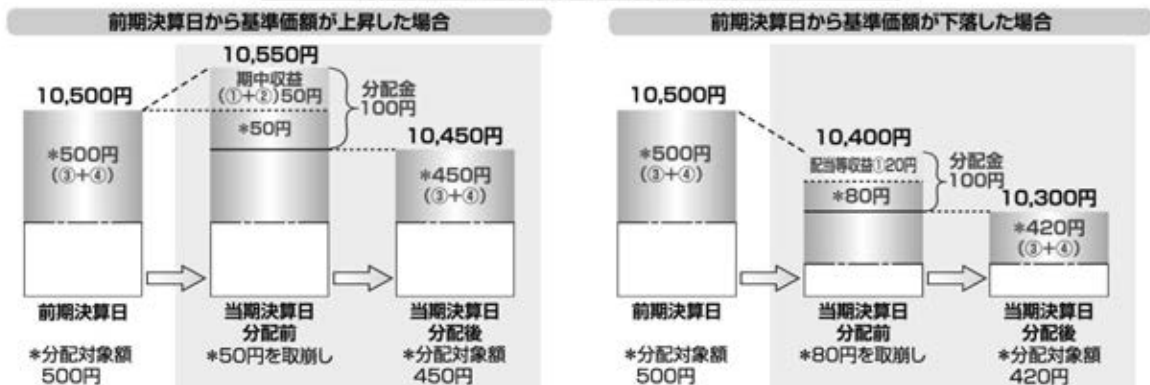 前期決算日から基準価額が上昇した場合
10,550円
期中収益
(①+②)50円
分配金
100円
10,500円
*50円
10,450円
*500円
(③+④)
*450円
(③+④)
前期決算日
当期決算日
分配前
当期決算日
分配後
*分配対象額
500円
*50円を取崩し
*分配対象額
450円
前期決算日から基準価額が下落した場合
10,500円
10,400円
配当等収益①20円
分配金
100円
*500円
(③+④)
*80円
10,300円
*420円
(③+④)
前期決算日
当期決算日
分配前
当期決算日
分配後
*分配対象額
500円
*80円を取崩し
*分配対象額
420円